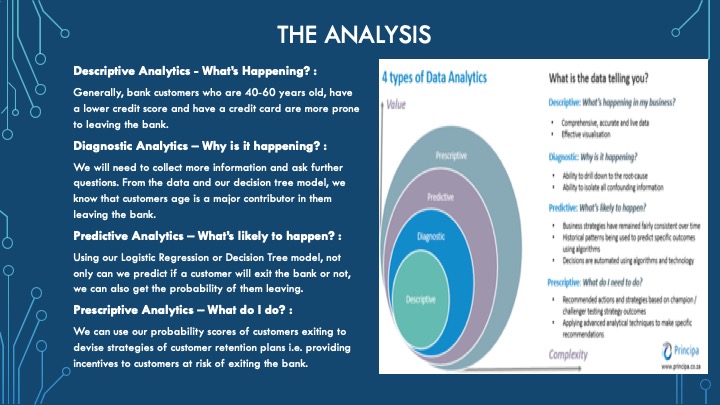 THE ANALYSIS
Descriptive Analytics - What's Happening? :
Generally, bank customers who are 40-60 years old, have
a lower credit score and have a credit card are more prone
to leaving the bank.
Diagnostic Analytics – Why is it happening? :
We will need to collect more information and ask further
questions. From the data and our decision tree model, we
know that customers age is a major contributor in them
leaving the bank.
Predictive Analytics – What's likely to happen? :
Using our Logistic Regression or Decision Tree model, not
only can we predict if a customer will exit the bank or not,
we can also get the probability of them leaving.
Prescriptive Analytics – What do I do? :
We can use our probability scores of customers exiting to
devise strategies of customer retention plans i.e. providing
incentives to customers at risk of exiting the bank.
4 types of Data Analytics
Value
Prescriptive
Predictive
Diagnostic
Descriptive
Complexity
What is the data telling you?
Descriptive: What's happening in my business?
• Comprehensive, accurate and live data
• Effective visualisation
Diagnostic: Why is it happening?
• Ability to drill down to the root-cause
• Ability to isolate all confounding information
Predictive: What's likely to happen?
• Business strategies have remained fairly consistent over time
• Historical patterns being used to predict specific outcomes
using algorithms
• Decisions are automated using algorithms and technology
Prescriptive: What do I need to do?
• Recommended actions and strategies based on champion /
challenger testing strategy outcomes
• Applying advanced analytical techniques to make specific
recommendations
Principa
www.principa.co.za